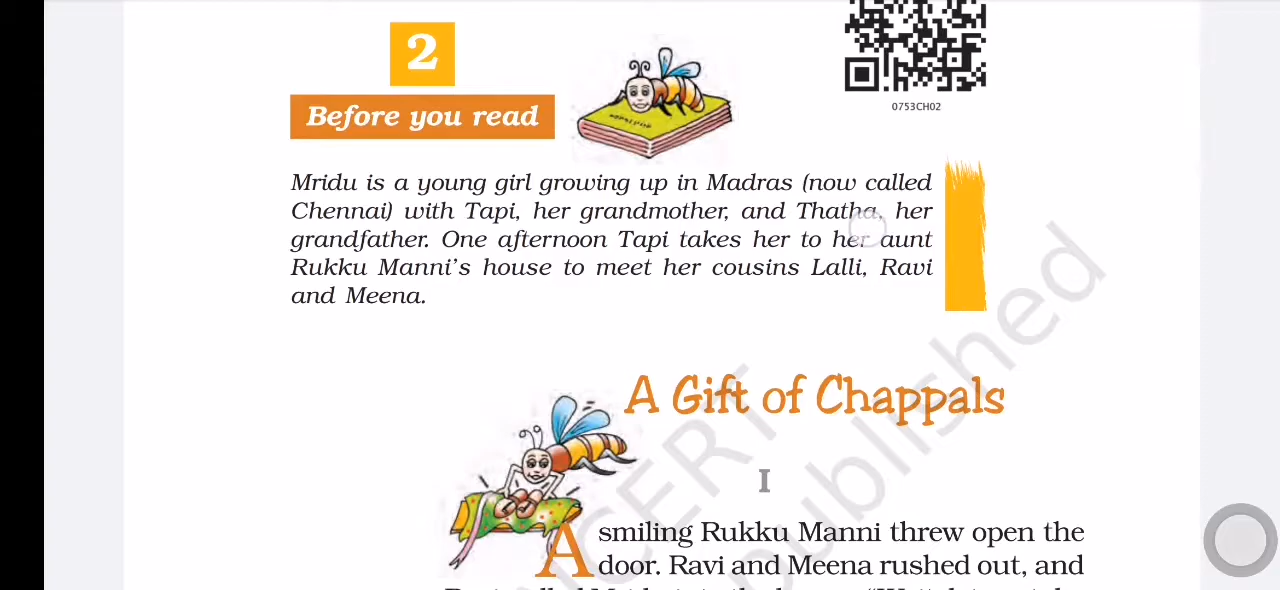 2
0753CH02
Before you read
Mridu is a young girl growing up in Madras (now called
Chennai) with Tapi, her grandmother, and Thatha, her
grandfather. One afternoon Tapi takes her to her aunt
Rukku Manni's house to meet her cousins Lalli, Ravi
and Meena.
A Gift of Chappals
I
A smiling Rukku Manni threw open the
door. Ravi and Meena rushed out, and
NCERT
published